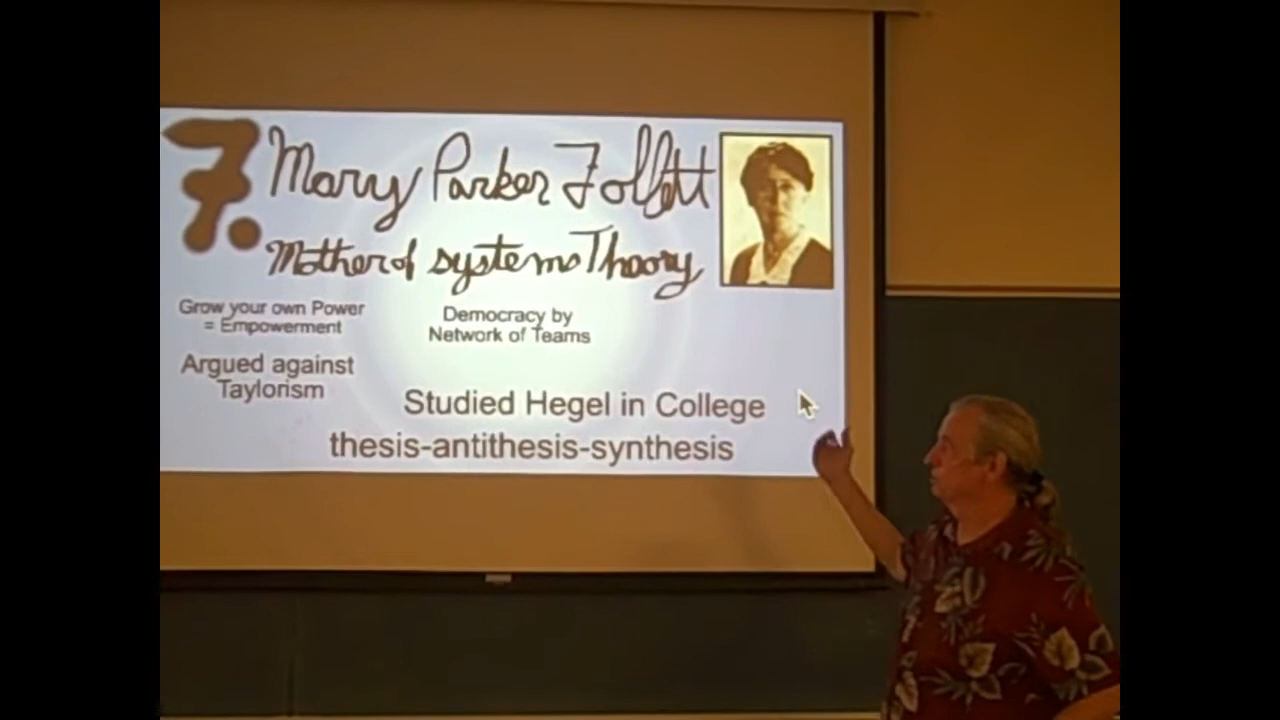 7. Mary Parker Follett
Mother of systems Theory
Grow your own Power
= Empowerment
Democracy by
Network of Teams
Argued against
Taylorism
Studied Hegel in College
thesis-antithesis-synthesis